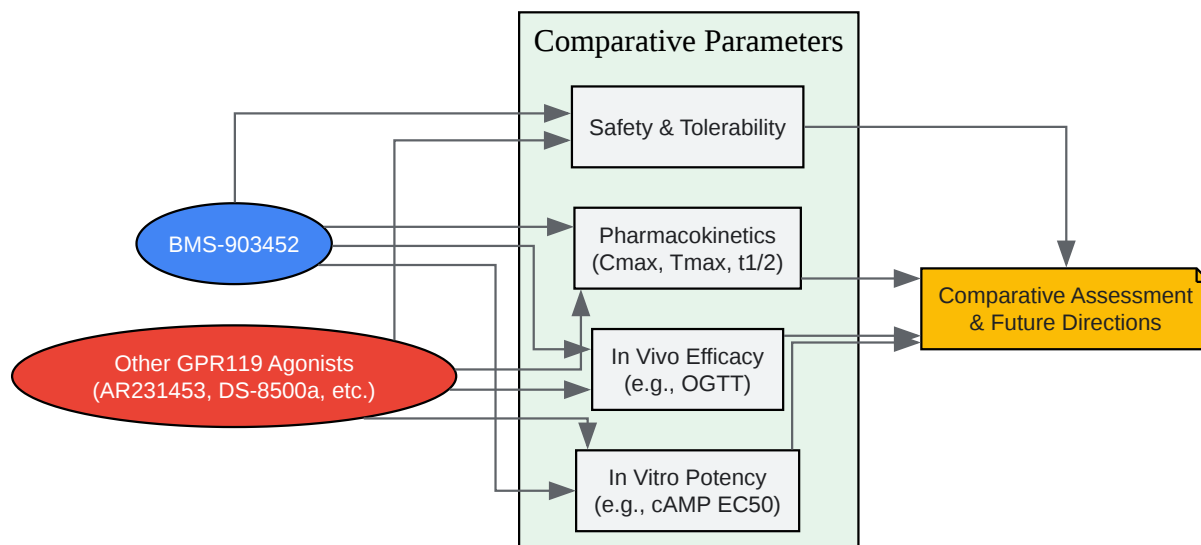 Comparative Parameters
Safety & Tolerability
BMS-903452
Pharmacokinetics
(Cmax, Tmax, t1/2)
Comparative Assessment
& Future Directions
Other GPR119 Agonists
(AR231453, DS-8500a, etc.)
In Vivo Efficacy
(e.g., OGTT)
In Vitro Potency
(e.g., cAMP EC50)